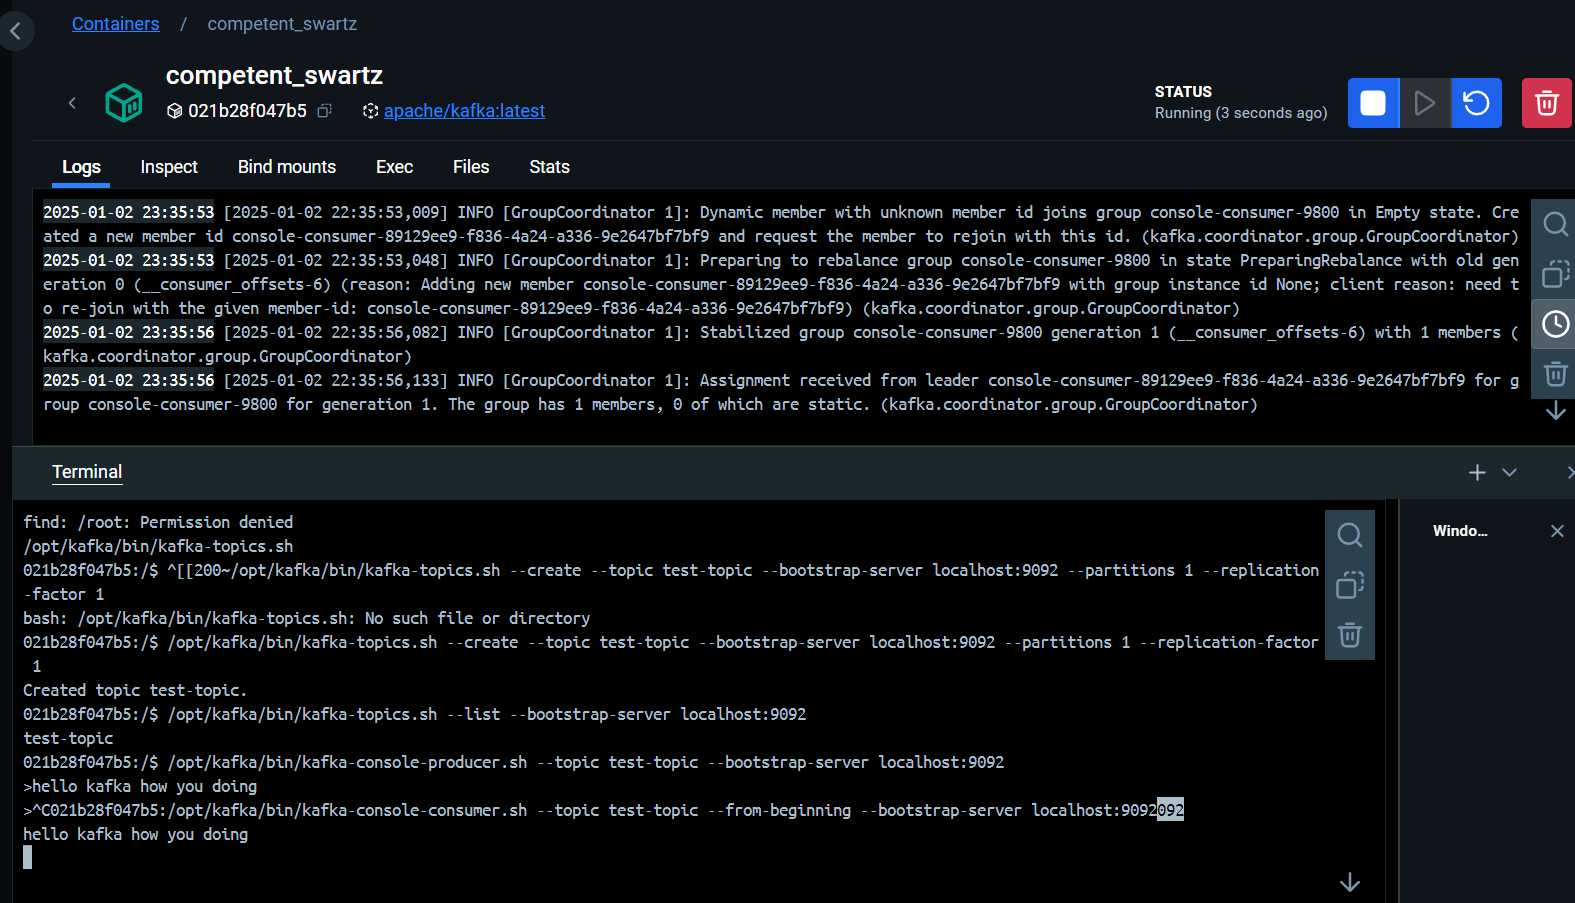 Containers / competent_swartz
competent_swartz
021b28f047b5 apache/kafka:latest
STATUS
Running (3 seconds ago)
Logs Inspect Bind mounts Exec Files Stats
2025-01-02 23:35:53 [2025-01-02 22:35:53,009] INFO [GroupCoordinator 1]: Dynamic member with unknown member id joins group console-consumer-9800 in Empty state. Cre
ated a new member id console-consumer-89129ee9-f836-4a24-a336-9e2647bf7bf9 and request the member to rejoin with this id. (kafka.coordinator.group.GroupCoordinator)
2025-01-02 23:35:53 [2025-01-02 22:35:53,048] INFO [GroupCoordinator 1]: Preparing to rebalance group console-consumer-9800 in state PreparingRebalance with old gen
eration 0 (__consumer_offsets-6) (reason: Adding new member console-consumer-89129ee9-f836-4a24-a336-9e2647bf7bf9 with group instance id None; client reason: need t
o re-join with the given member-id: console-consumer-89129ee9-f836-4a24-a336-9e2647bf7bf9) (kafka.coordinator.group.GroupCoordinator)
2025-01-02 23:35:56 [2025-01-02 22:35:56,082] INFO [GroupCoordinator 1]: Stabilized group console-consumer-9800 generation 1 (__consumer_offsets-6) with 1 members (
kafka.coordinator.group.GroupCoordinator)
2025-01-02 23:35:56 [2025-01-02 22:35:56,133] INFO [GroupCoordinator 1]: Assignment received from leader console-consumer-89129ee9-f836-4a24-a336-9e2647bf7bf9 for g
roup console-consumer-9800 for generation 1. The group has 1 members, 0 of which are static. (kafka.coordinator.group.GroupCoordinator)
Terminal
find: /root: Permission denied
/opt/kafka/bin/kafka-topics.sh
021b28f047b5:/$ ^[[200~/opt/kafka/bin/kafka-topics.sh --create --topic test-topic --bootstrap-server localhost:9092 --partitions 1 --replication
-factor 1
bash: /opt/kafka/bin/kafka-topics.sh: No such file or directory
021b28f047b5:/$ /opt/kafka/bin/kafka-topics.sh --create --topic test-topic --bootstrap-server localhost:9092 --partitions 1 --replication-factor
1
Created topic test-topic.
021b28f047b5:/$ /opt/kafka/bin/kafka-topics.sh --list --bootstrap-server localhost:9092
test-topic
021b28f047b5:/$ /opt/kafka/bin/kafka-console-producer.sh --topic test-topic --bootstrap-server localhost:9092
>hello kafka how you doing
>^C021b28f047b5:/opt/kafka/bin/kafka-console-consumer.sh --topic test-topic --from-beginning --bootstrap-server localhost:9092092
hello kafka how you doing
Windo...